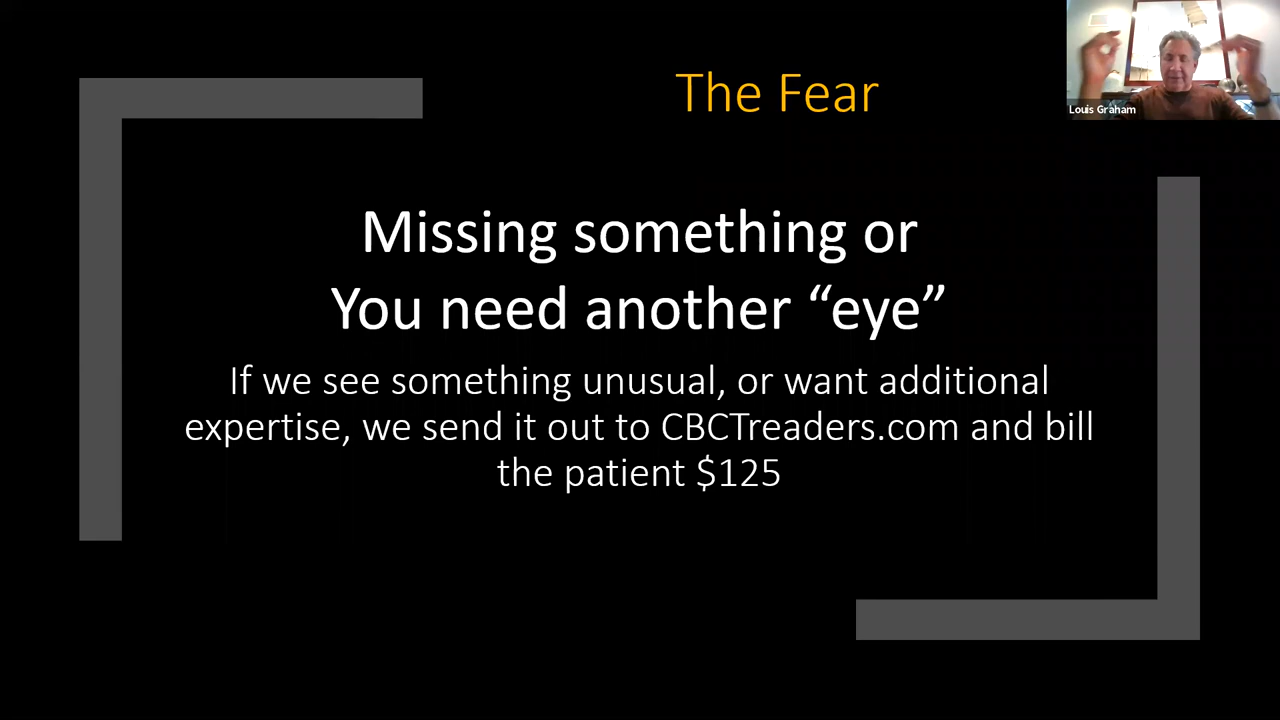 The Fear
Louis Graham
Missing something or
You need another “eye”
If we see something unusual, or want additional
expertise, we send it out to CBCTreaders.com and bill
the patient $125